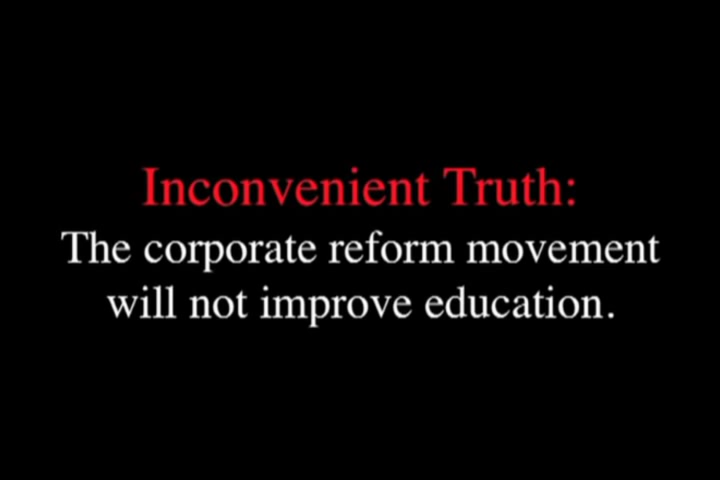 Inconvenient Truth:
The corporate reform movement
will not improve education.